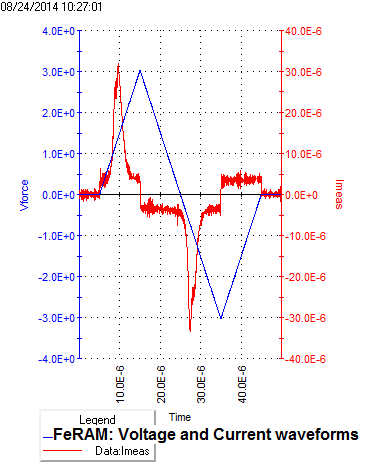 08/24/2014 10:27:01
4.0E+0
40.0E-6
3.0E+0
30.0E-6
2.0E+0
20.0E-6
1.0E+0
10.0E-6
Vforce
0.0E+0
0.0E+0
Imeas
-1.0E+0
-10.0E-6
-2.0E+0
-20.0E-6
-3.0E+0
-30.0E-6
-4.0E+0
-40.0E-6
10.0E-6
20.0E-6
30.0E-6
40.0E-6
Time
Legend
FeRAM: Voltage and Current waveforms
Data:Imeas